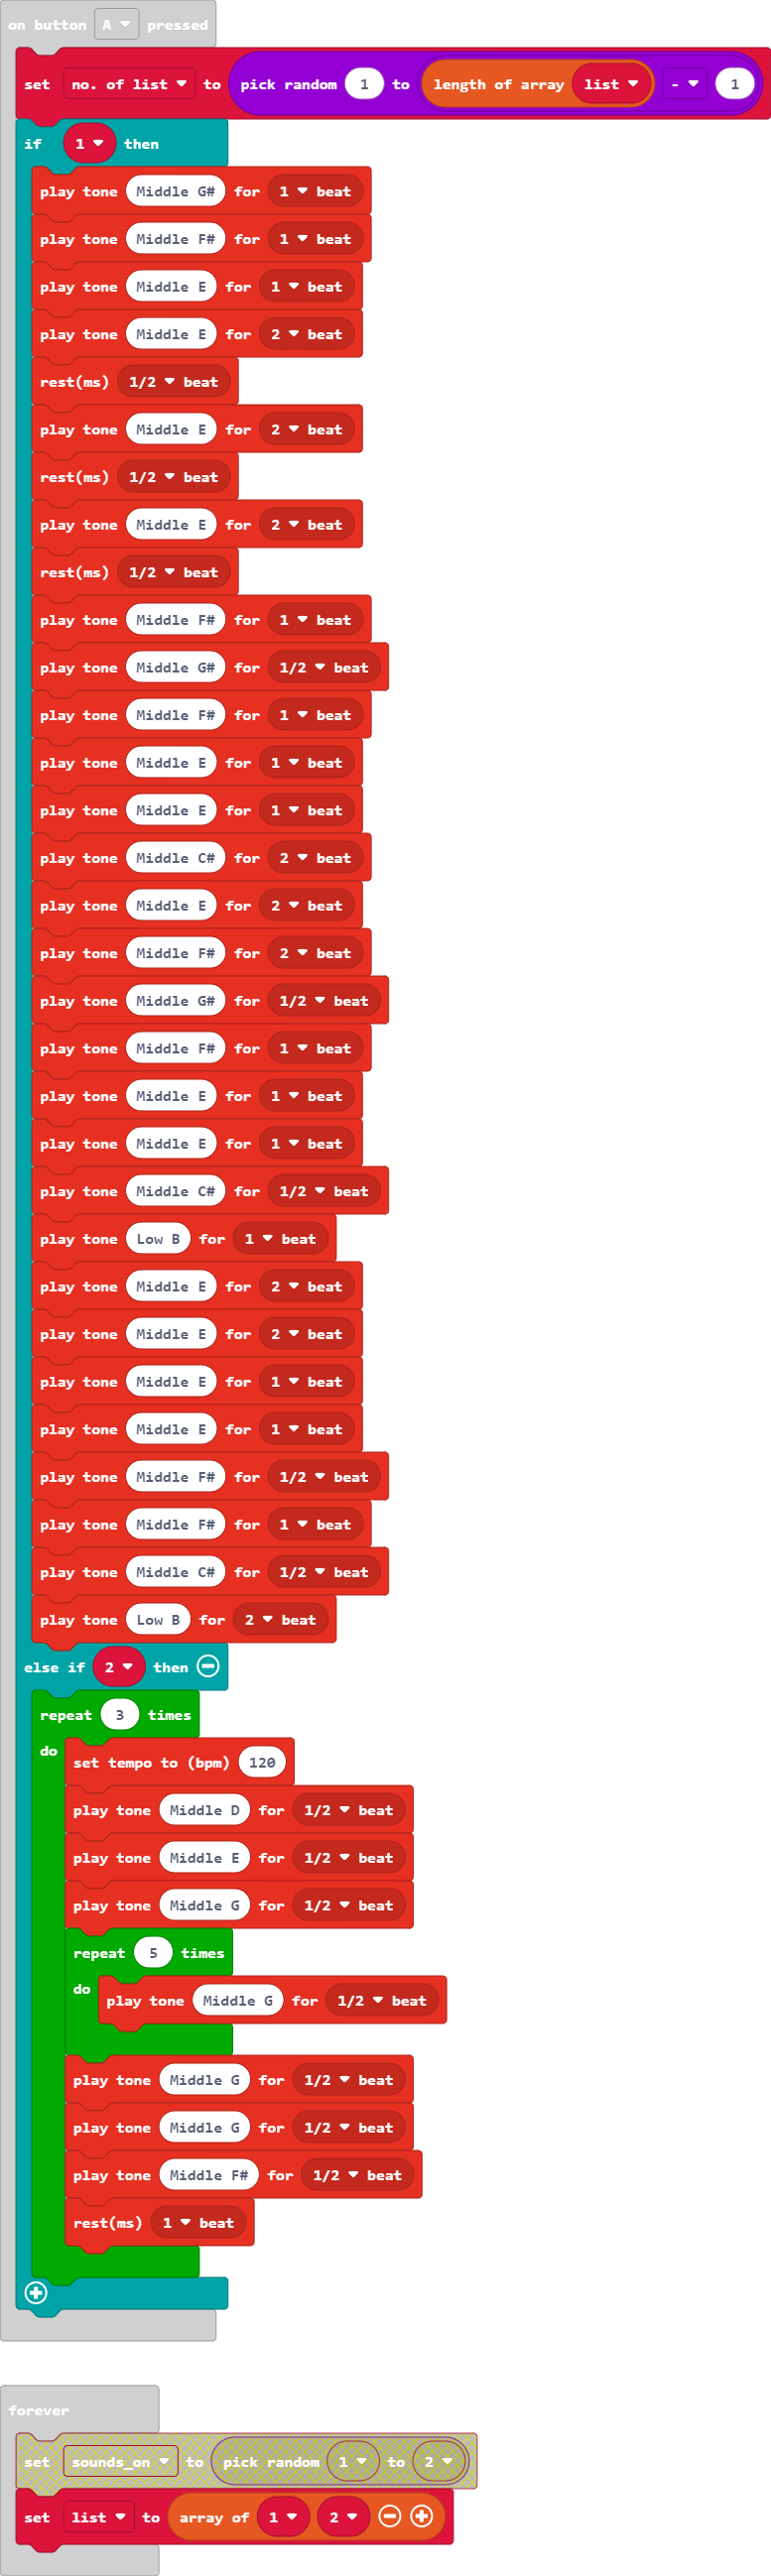 on button A pressed
set no. of list to pick random 1 to length of array list - 1
if 1 then
play tone Middle G# for 1 beat
play tone Middle F# for 1 beat
play tone Middle E for 1 beat
play tone Middle E for 2 beat
rest(ms) 1/2 beat
play tone Middle E for 2 beat
rest(ms) 1/2 beat
play tone Middle E for 2 beat
rest(ms) 1/2 beat
play tone Middle F# for 1 beat
play tone Middle G# for 1/2 beat
play tone Middle F# for 1 beat
play tone Middle E for 1 beat
play tone Middle E for 1 beat
play tone Middle C# for 2 beat
play tone Middle E for 2 beat
play tone Middle F# for 2 beat
play tone Middle G# for 1/2 beat
play tone Middle F# for 1 beat
play tone Middle E for 1 beat
play tone Middle E for 1 beat
play tone Middle C# for 1/2 beat
play tone Low B for 1 beat
play tone Middle E for 2 beat
play tone Middle E for 2 beat
play tone Middle E for 1 beat
play tone Middle E for 1 beat
play tone Middle F# for 1/2 beat
play tone Middle F# for 1 beat
play tone Middle C# for 1/2 beat
play tone Low B for 2 beat
else if 2 then
repeat 3 times
do
set tempo to (bpm) 120
play tone Middle D for 1/2 beat
play tone Middle E for 1/2 beat
play tone Middle G for 1/2 beat
repeat 5 times
do
play tone Middle G for 1/2 beat
play tone Middle G for 1/2 beat
play tone Middle G for 1/2 beat
play tone Middle F# for 1/2 beat
rest(ms) 1 beat
forever
set sounds_on to pick random 1 to 2
set list to array of 1 2